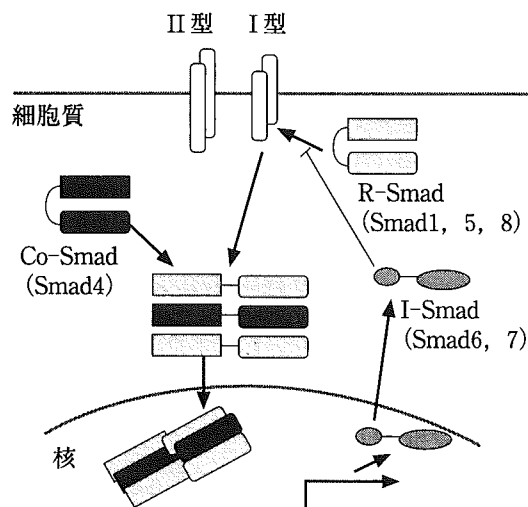 II型 I型
細胞質
R-Smad
(Smad1, 5, 8)
Co-Smad
(Smad4)
I-Smad
(Smad6, 7)
核